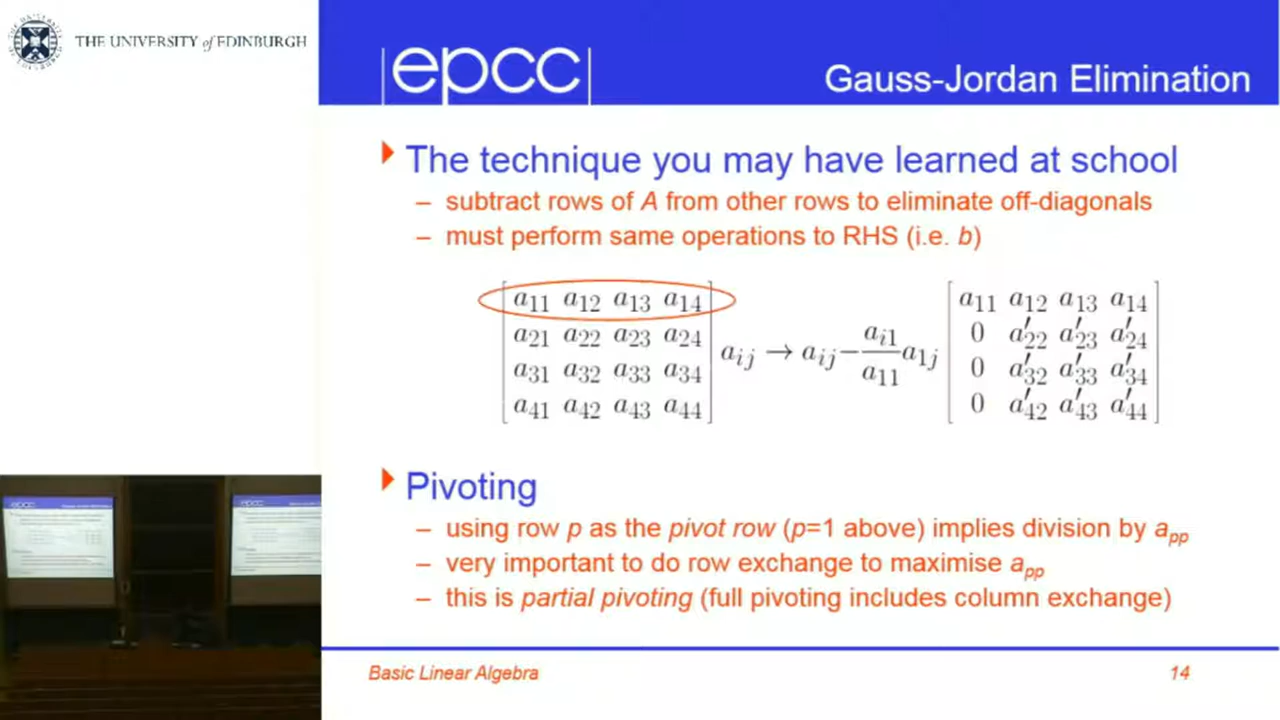 THE UNIVERSITY of EDINBURGH
epcc
Gauss-Jordan Elimination
The technique you may have learned at school
– subtract rows of A from other rows to eliminate off-diagonals
– must perform same operations to RHS (i.e. b)
a11 a12 a13 a14
a21 a22 a23 a24
a31 a32 a33 a34
a41 a42 a43 a44
aij → aij − ai1/a11 a1j
a11 a12 a13 a14
0 a′22 a′23 a′24
0 a′32 a′33 a′34
0 a′42 a′43 a′44
Pivoting
– using row p as the pivot row (p=1 above) implies division by app
– very important to do row exchange to maximise app
– this is partial pivoting (full pivoting includes column exchange)
Basic Linear Algebra
14